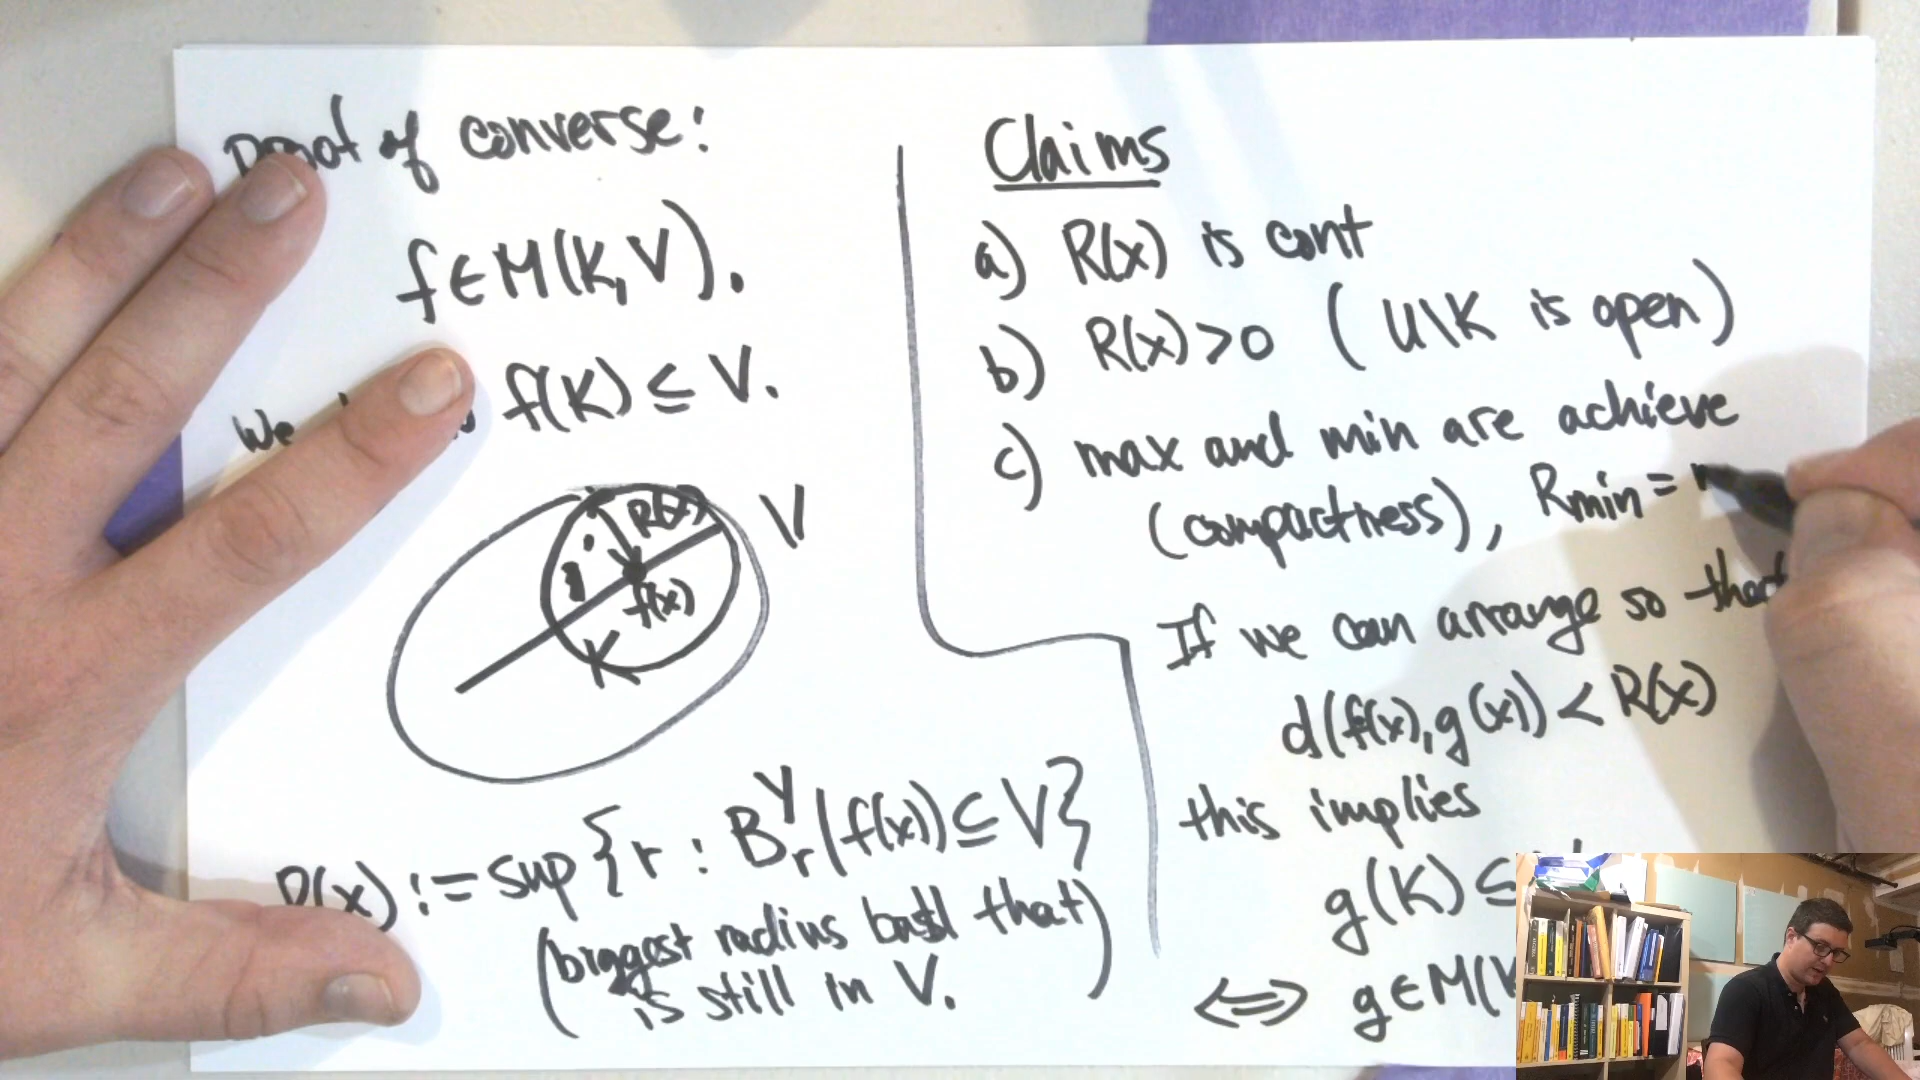 Proof of converse:
f∈M(K,V).
We f(K) ⊆ V.
R(x)
V
f(x)
K
R(x) := sup{r : B_r^Y(f(x)) ⊆ V}
(biggest radius ball that
is still in V.)
Claims
a) R(x) is cont
b) R(x)>0 (U\K is open)
c) max and min are achieve
(compactness), Rmin =
If we can arrange so that
d(f(x),g(x)) < R(x)
this implies
g(K) ⊆
⟺ g∈M(K